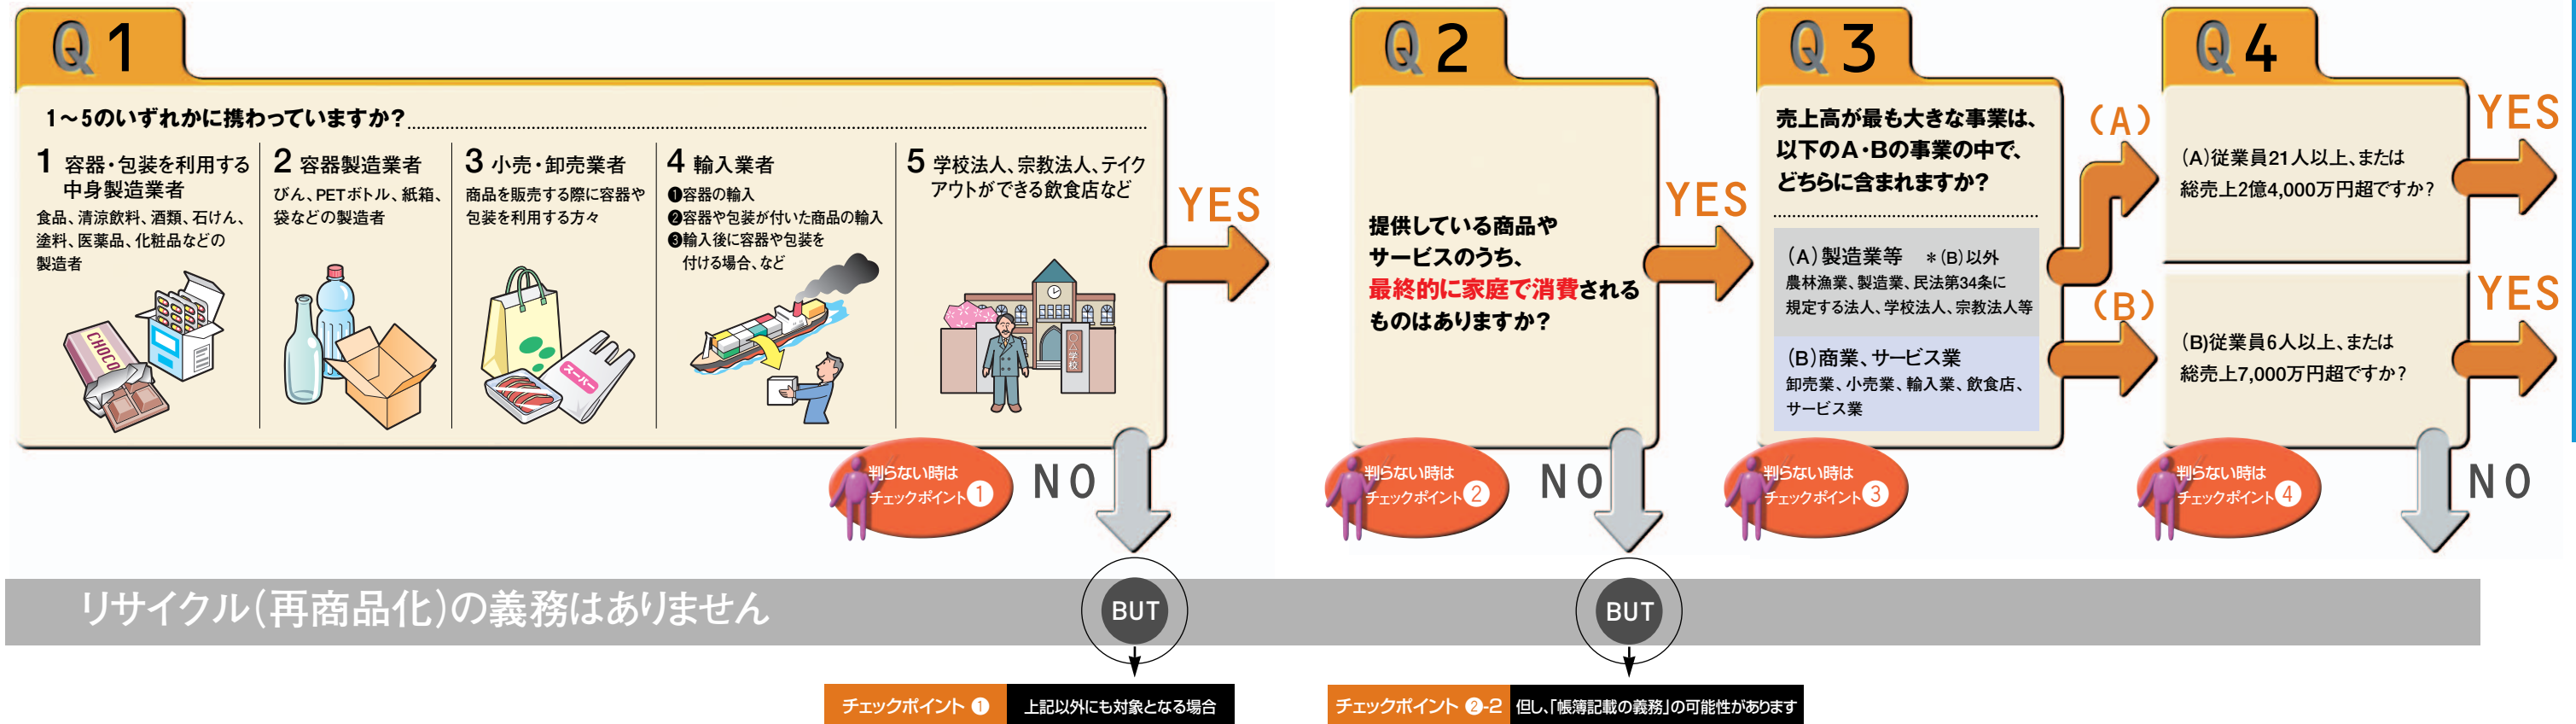 Q1
1～5のいずれかに携わっていますか?
1 容器・包装を利用する
中身製造業者
食品、清涼飲料、酒類、石けん、
塗料、医薬品、化粧品などの
製造者
CHOCO
2 容器製造業者
びん、PETボトル、紙箱、
袋などの製造者
3 小売・卸売業者
商品を販売する際に容器や
包装を利用する方々
スーパー
4 輸入業者
❶容器の輸入
❷容器や包装が付いた商品の輸入
❸輸入後に容器や包装を
付ける場合、など
5 学校法人、宗教法人、テイク
アウトができる飲食店など
〇△学校
YES
判らない時は
チェックポイント①
NO
Q2
提供している商品や
サービスのうち、
最終的に家庭で消費される
ものはありますか?
YES
判らない時は
チェックポイント②
NO
Q3
売上高が最も大きな事業は、
以下のA・Bの事業の中で、
どちらに含まれますか?
(A)製造業等 ＊(B)以外
農林漁業、製造業、民法第34条に
規定する法人、学校法人、宗教法人等
(B)商業、サービス業
卸売業、小売業、輸入業、飲食店、
サービス業
(A)
(B)
判らない時は
チェックポイント③
Q4
(A)従業員21人以上、または
総売上2億4,000万円超ですか?
YES
(B)従業員6人以上、または
総売上7,000万円超ですか?
YES
判らない時は
チェックポイント④
NO
リサイクル(再商品化)の義務はありません
BUT
BUT
チェックポイント ❶ 上記以外にも対象となる場合
チェックポイント ❷-2 但し、「帳簿記載の義務」の可能性があります